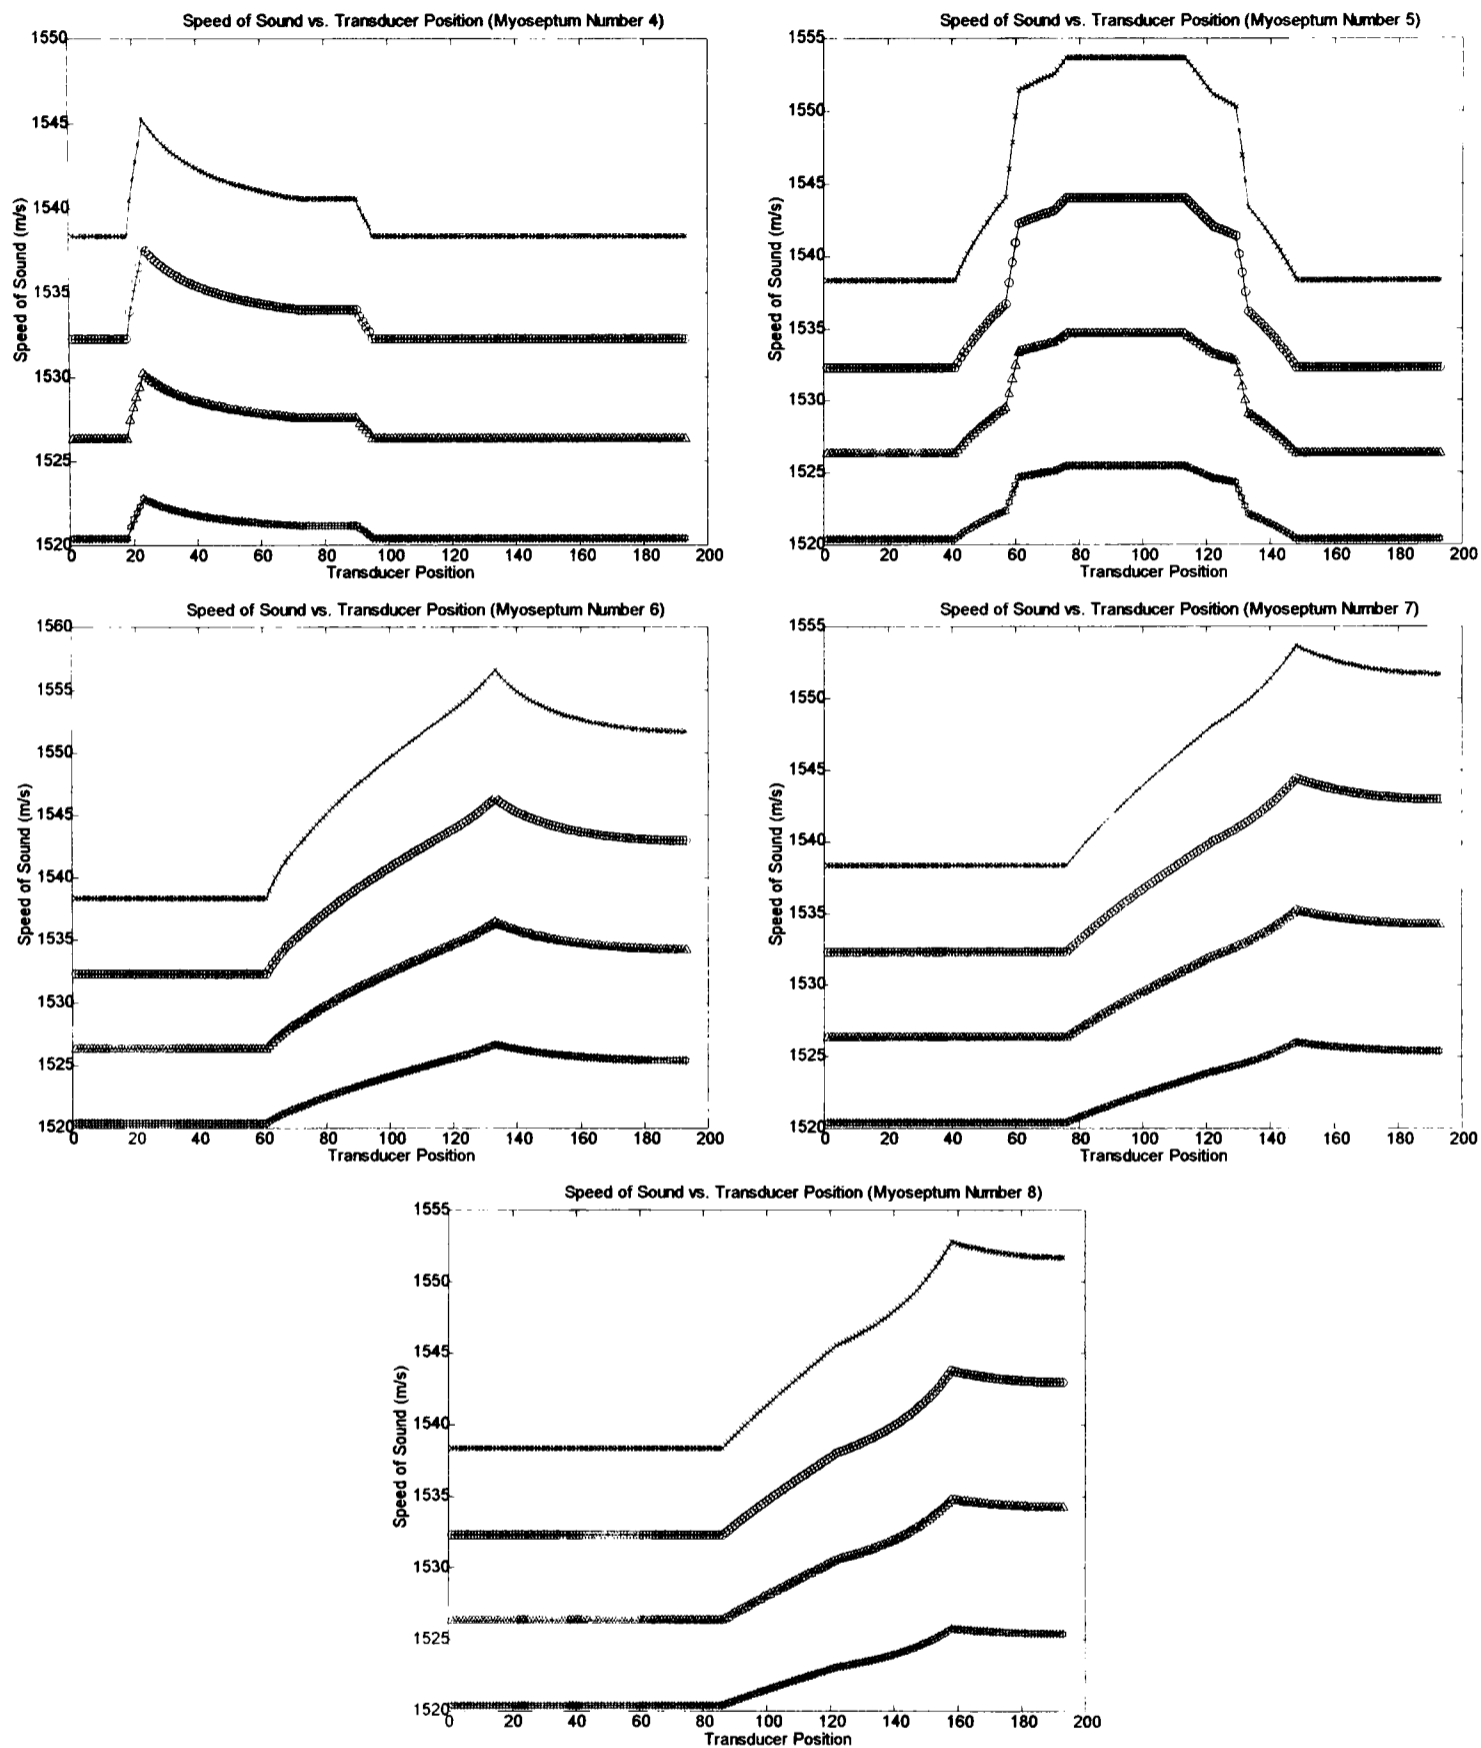 Speed of Sound vs. Transducer Position (Myoseptum Number 4)
1550
1545
1540
1535
1530
1525
1520
Speed of Sound (m/s)
0 20 40 60 80 100 120 140 160 180 200
Transducer Position
Speed of Sound vs. Transducer Position (Myoseptum Number 5)
1555
1550
1545
1540
1535
1530
1525
1520
Speed of Sound (m/s)
0 20 40 60 80 100 120 140 160 180 200
Transducer Position
Speed of Sound vs. Transducer Position (Myoseptum Number 6)
1560
1555
1550
1545
1540
1535
1530
1525
1520
Speed of Sound (m/s)
0 20 40 60 80 100 120 140 160 180 200
Transducer Position
Speed of Sound vs. Transducer Position (Myoseptum Number 7)
1555
1550
1545
1540
1535
1530
1525
1520
Speed of Sound (m/s)
0 20 40 60 80 100 120 140 160 180 200
Transducer Position
Speed of Sound vs. Transducer Position (Myoseptum Number 8)
1555
1550
1545
1540
1535
1530
1525
1520
Speed of Sound (m/s)
0 20 40 60 80 100 120 140 160 180 200
Transducer Position